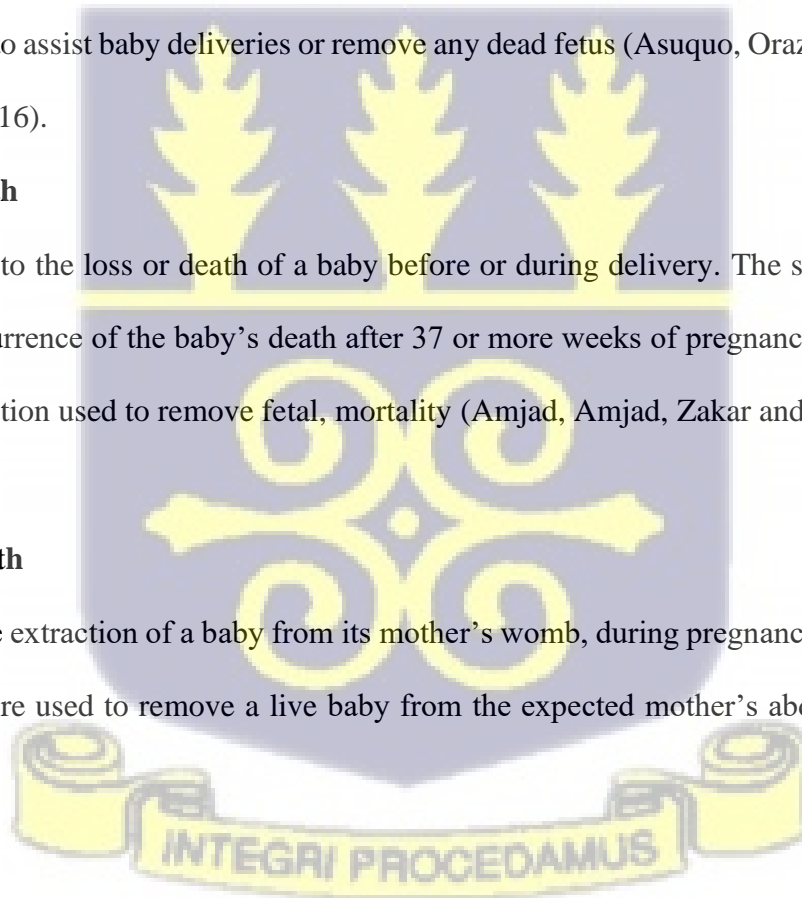 to assist baby deliveries or remove any dead fetus (Asuquo, Oraz
16).
h
to the loss or death of a baby before or during delivery. The s
urrence of the baby's death after 37 or more weeks of pregnanc
tion used to remove fetal, mortality (Amjad, Amjad, Zakar and
th
e extraction of a baby from its mother's womb, during pregnanc
re used to remove a live baby from the expected mother's abd
INTEGRI PROCEDAMUS